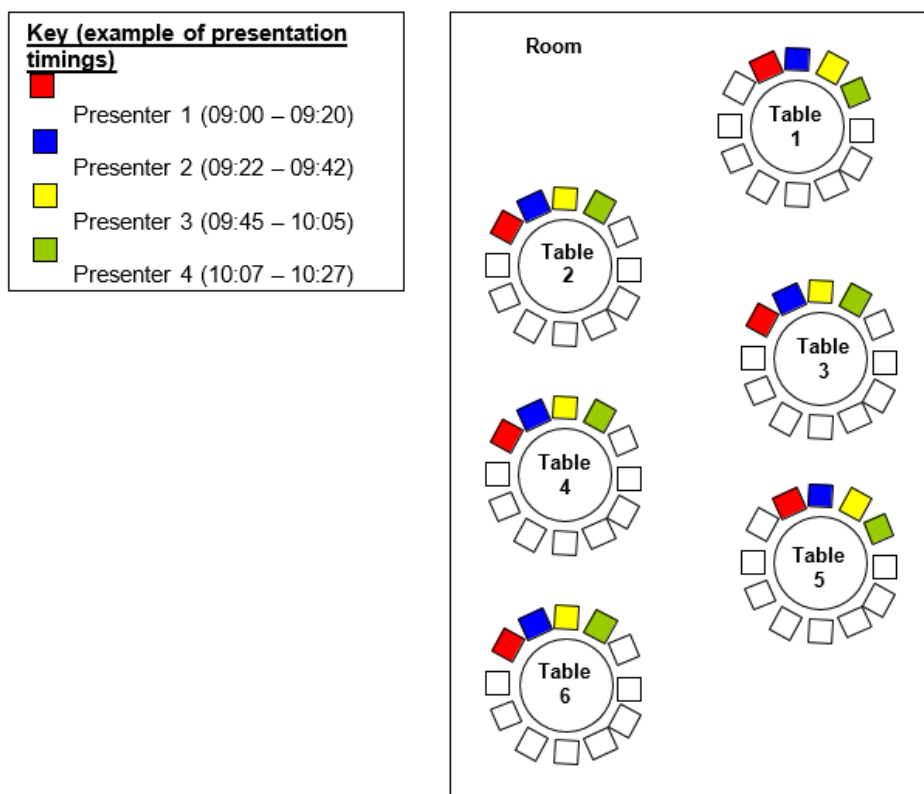 Key (example of presentation
timings)
Presenter 1 (09:00 – 09:20)
Presenter 2 (09:22 – 09:42)
Presenter 3 (09:45 – 10:05)
Presenter 4 (10:07 – 10:27)
Room
Table
1
Table
2
Table
3
Table
4
Table
5
Table
6